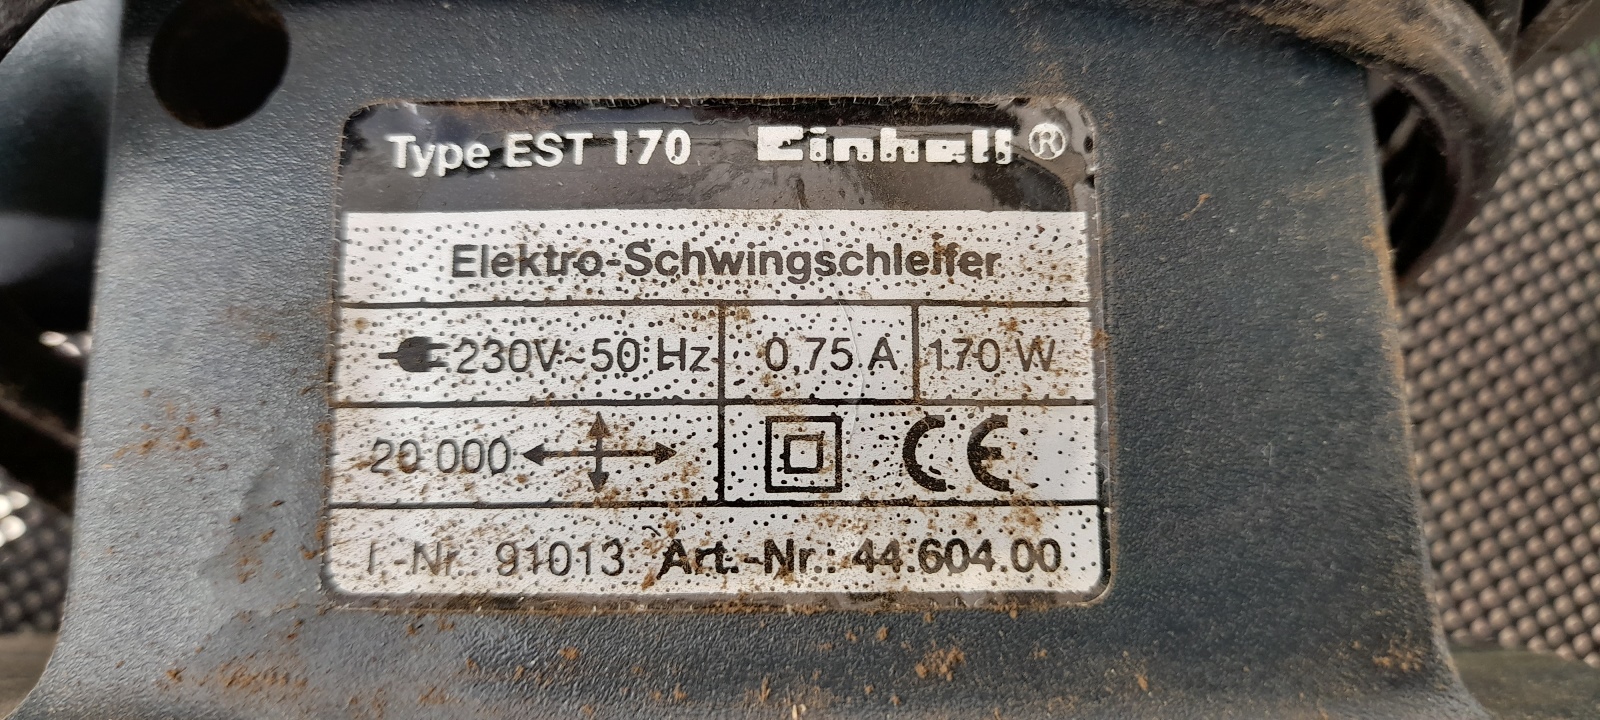 Type EST 170 Einhell®
Elektro-Schwingschleifer
230V~50 Hz 0,75 A 170 W
20 000 CE
I.-Nr.: 91013 Art.-Nr.: 44.604.00